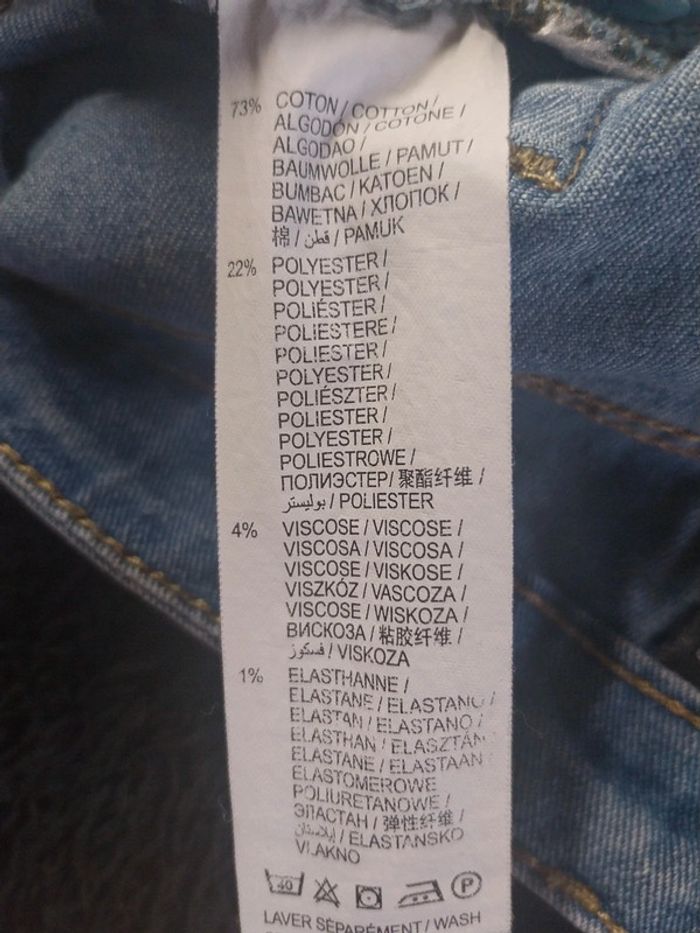 73% COTON / COTTON /
ALGODÓN / COTONE /
ALGODAO /
BAUMWOLLE / PAMUT /
BUMBAC / KATOEN /
BAWETNA / ХЛОПОК /
棉 / قطن / PAMUK
22% POLYESTER /
POLYESTER /
POLIÉSTER /
POLIESTERE /
POLIESTER /
POLYESTER /
POLIÉSZTER /
POLIESTER /
POLYESTER /
POLIESTROWE /
ПОЛИЭСТЕР / 聚酯纤维 /
بوليستر / POLIESTER
4% VISCOSE / VISCOSE /
VISCOSA / VISCOSA /
VISCOSE / VISKOSE /
VISZKÓZ / VASCOZA /
VISCOSE / WISKOZA /
ВИСКОЗА / 粘胶纤维 /
فسكوز / VISKOZA
1% ELASTHANNE /
ELASTANE / ELASTANO /
ELASTAN / ELASTANO /
ELASTHAN / ELASZTÁN
ELASTANE / ELASTAAN
ELASTOMEROWE
POLIURETANOWE /
ЭЛАСТАН / 弹性纤维 /
إيلاستان / ELASTANSKO
VLAKNO
40 P
LAVER SÉPARÉMENT / WASH